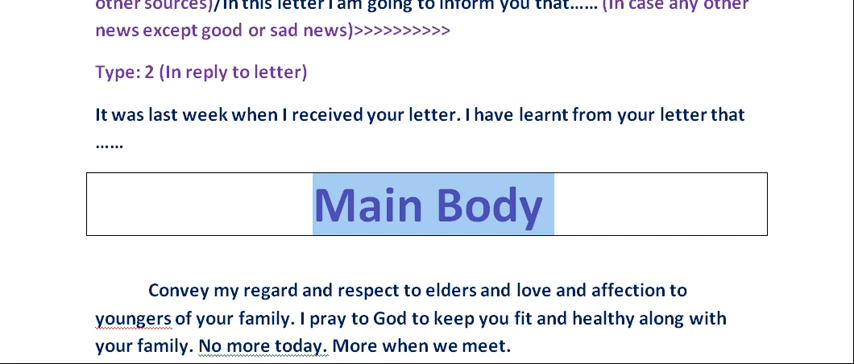 other sources)/In this letter I am going to inform you that...... (In case any other
news except good or sad news)>>>>>>>>>>
Type: 2 (In reply to letter)
It was last week when I received your letter. I have learnt from your letter that
......
Main Body
Convey my regard and respect to elders and love and affection to
youngers of your family. I pray to God to keep you fit and healthy along with
your family. No more today. More when we meet.